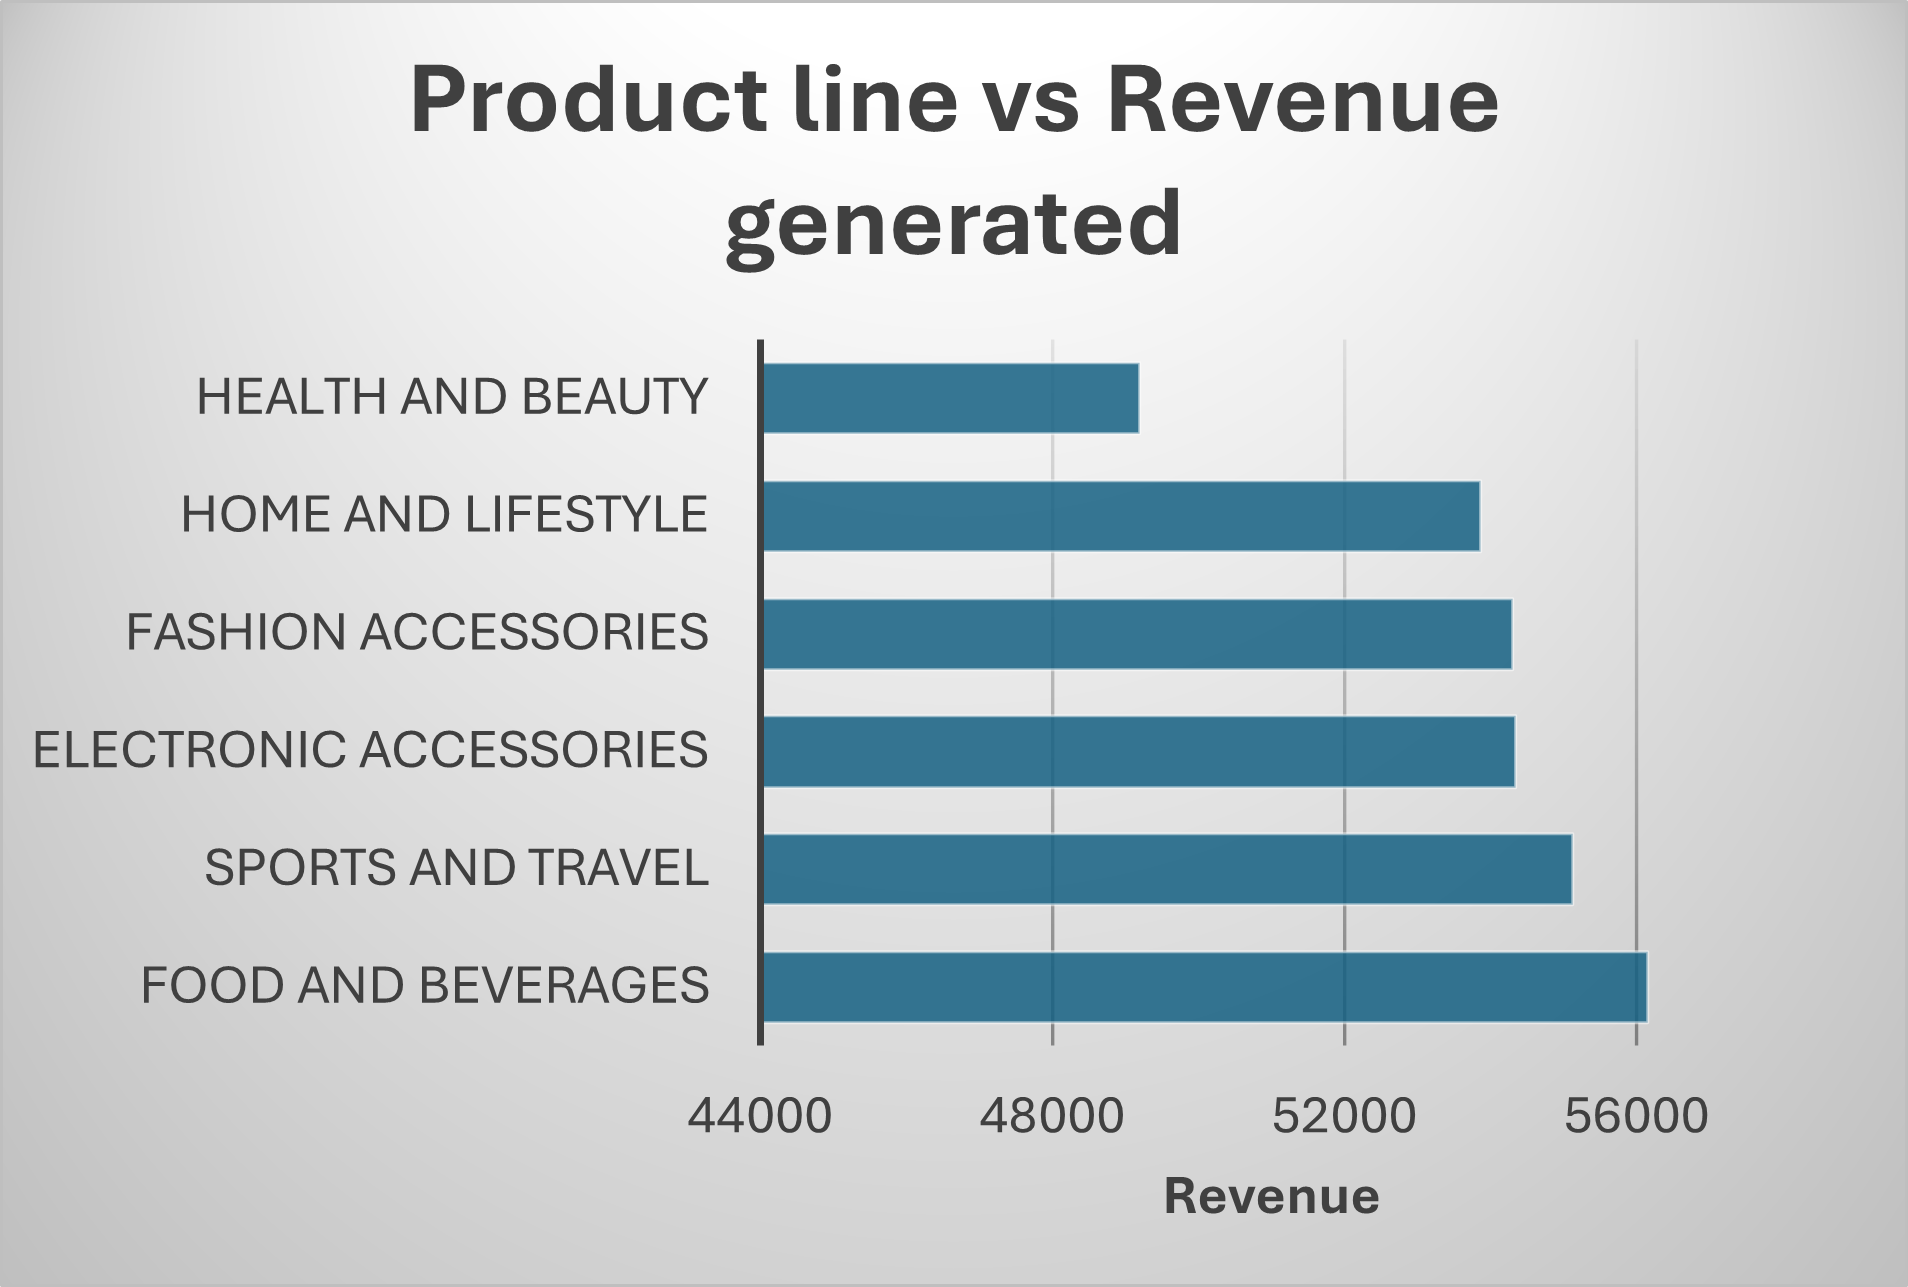 Product line vs Revenue
generated
HEALTH AND BEAUTY
HOME AND LIFESTYLE
FASHION ACCESSORIES
ELECTRONIC ACCESSORIES
SPORTS AND TRAVEL
FOOD AND BEVERAGES
44000 48000 52000 56000
Revenue